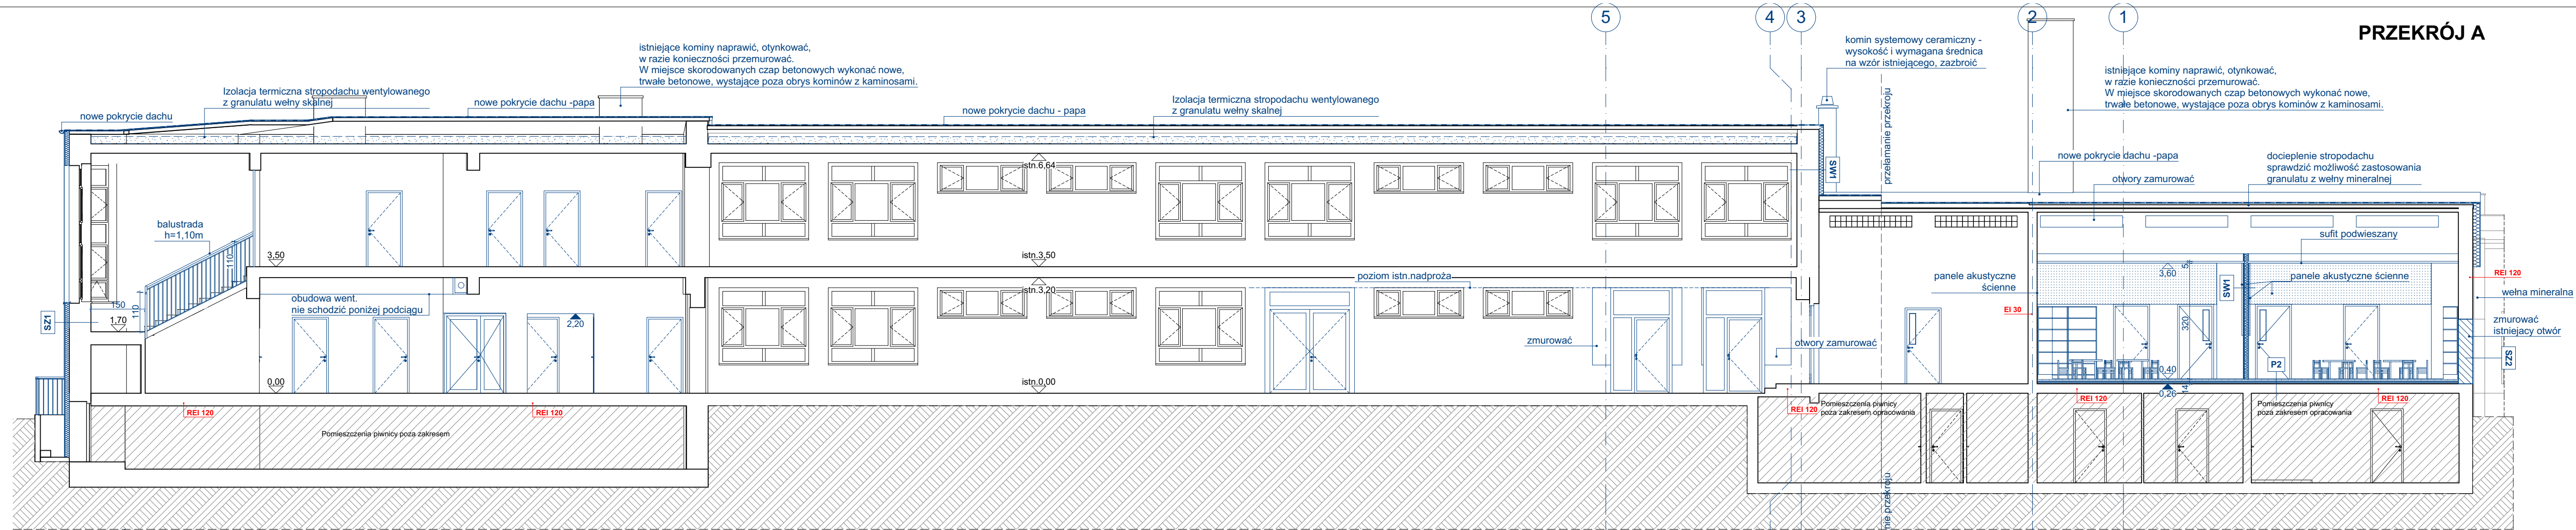 5
4
3
2
1
PRZEKRÓJ A
istniejące kominy naprawić, otynkować,
w razie konieczności przemurować.
W miejsce skorodowanych czap betonowych wykonać nowe,
trwałe betonowe, wystające poza obrys kominów z kaminosami.
komin systemowy ceramiczny -
wysokość i wymagana średnica
na wzór istniejącego, zazbroić
istniejące kominy naprawić, otynkować,
w razie konieczności przemurować.
W miejsce skorodowanych czap betonowych wykonać nowe,
trwałe betonowe, wystające poza obrys kominów z kaminosami.
Izolacja termiczna stropodachu wentylowanego
z granulatu wełny skalnej
nowe pokrycie dachu
nowe pokrycie dachu -papa
nowe pokrycie dachu - papa
Izolacja termiczna stropodachu wentylowanego
z granulatu wełny skalnej
przełamanie przekroju
SW1
nowe pokrycie dachu -papa
otwory zamurować
docieplenie stropodachu
sprawdzić możliwość zastosowania
granulatu z wełny mineralnej
istn.6,64
balustrada
h=1,10m
110
3,50
istn.3,50
sufit podwieszany
panele akustyczne
ścienne
3,60
5
SW1
panele akustyczne ścienne
REI 120
wełna mineralna
poziom istn.nadproża
istn.3,20
obudowa went.
nie schodzić poniżej podciągu
150
110
1,70
SZ1
2,20
EI 30
320
zmurować
istniejacy otwór
zmurować
otwory zamurować
P2
SZ2
0,00
istn.0,00
0,40
14
0,26
REI 120
REI 120
REI 120
REI 120
REI 120
Pomieszczenia piwnicy
poza zakresem opracowania
Pomieszczenia piwnicy
poza zakresem opracowania
Pomieszczenia piwnicy poza zakresem
nie przekroju